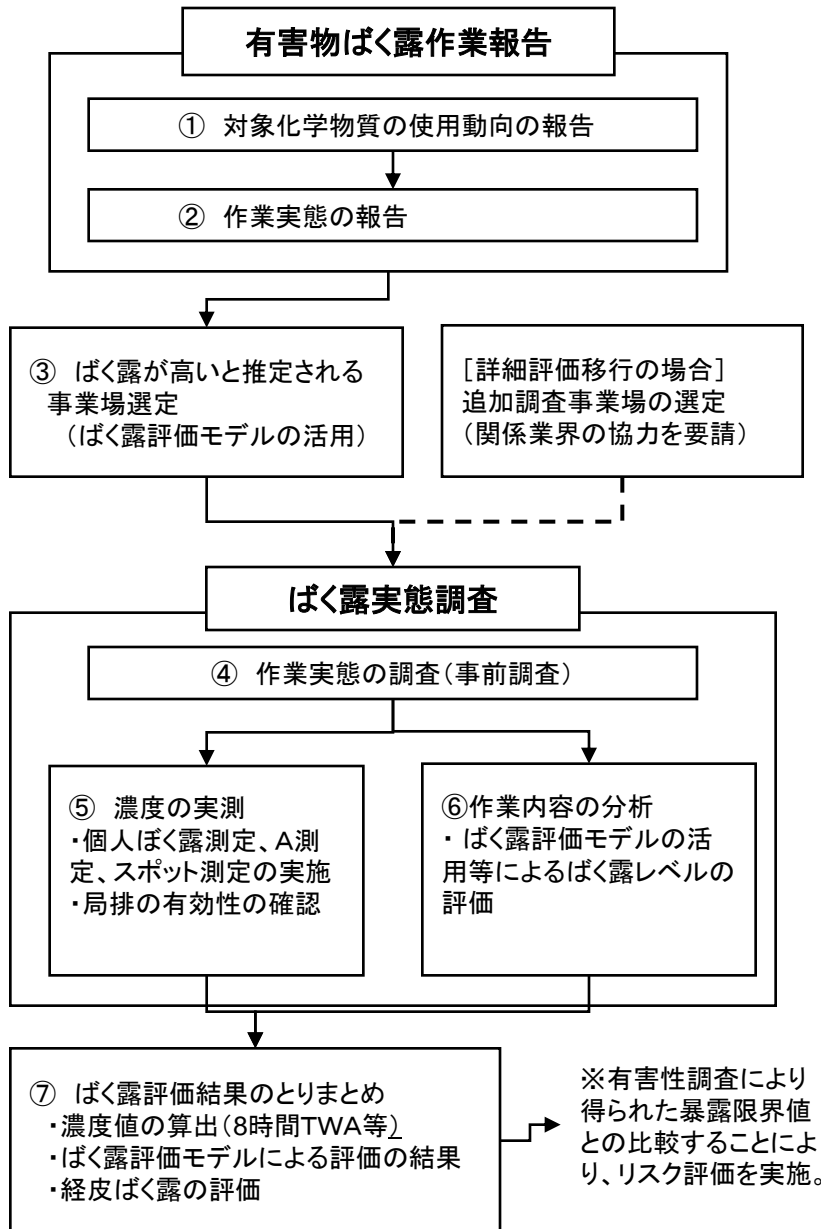 有害物ばく露作業報告
① 対象化学物質の使用動向の報告
② 作業実態の報告
③ ばく露が高いと推定される
事業場選定
(ばく露評価モデルの活用)
[詳細評価移行の場合]
追加調査事業場の選定
(関係業界の協力を要請)
ばく露実態調査
④ 作業実態の調査(事前調査)
⑤ 濃度の実測
・個人ぼく露測定、A測
定、スポット測定の実施
・局排の有効性の確認
⑥作業内容の分析
・ ばく露評価モデルの活
用等によるばく露レベルの
評価
⑦ ばく露評価結果のとりまとめ
・濃度値の算出(8時間TWA等)
・ばく露評価モデルによる評価の結果
・経皮ばく露の評価
※有害性調査により
得られた暴露限界値
との比較することによ
り、リスク評価を実施。